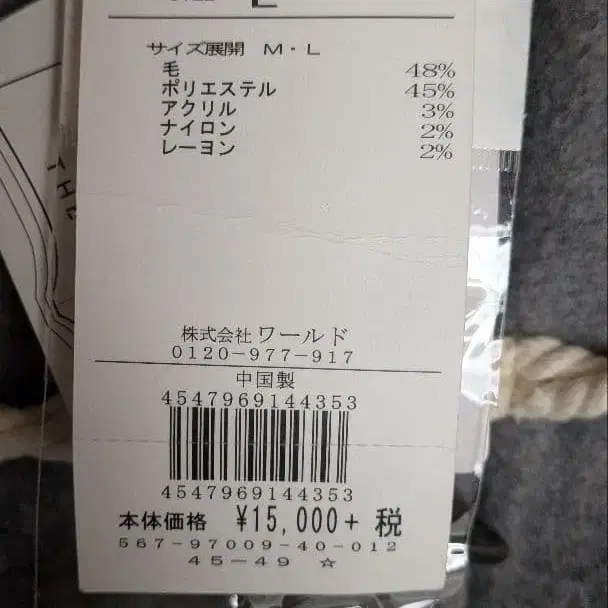 L
サイズ展開 M・L
毛 48%
ポリエステル 45%
アクリル 3%
ナイロン 2%
レーヨン 2%
株式会社ワールド
0120-977-917
中国製
4547969144353
4547969144353
本体価格 ¥15,000+税
567-97009-40-012
45-49 ☆